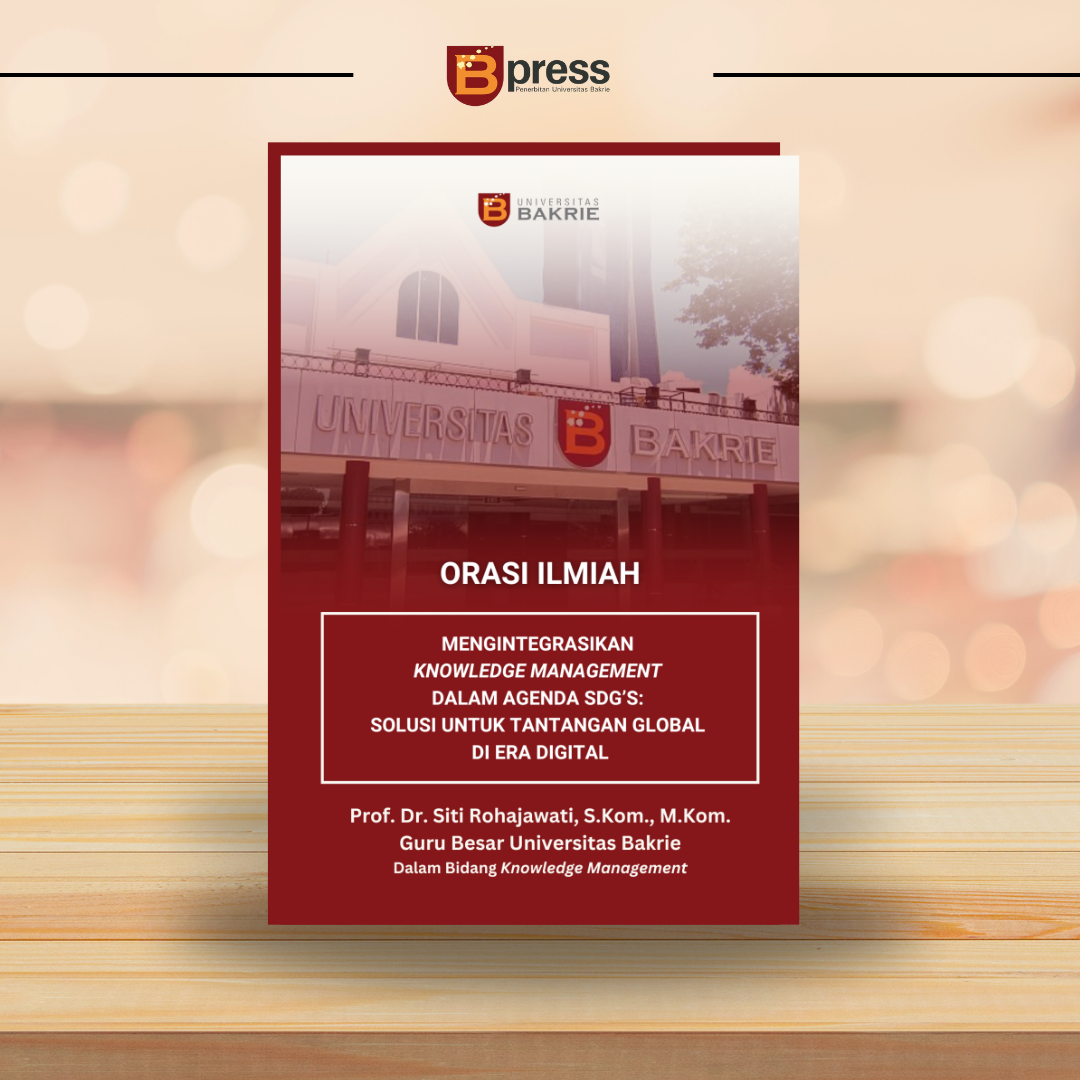 Bpress
Penerbitan Universitas Bakrie
UNIVERSITAS
BAKRIE
UNIVERSITAS B BAKRIE
ORASI ILMIAH
MENGINTEGRASIKAN
KNOWLEDGE MANAGEMENT
DALAM AGENDA SDG'S:
SOLUSI UNTUK TANTANGAN GLOBAL
DI ERA DIGITAL
Prof. Dr. Siti Rohajawati, S.Kom., M.Kom.
Guru Besar Universitas Bakrie
Dalam Bidang Knowledge Management